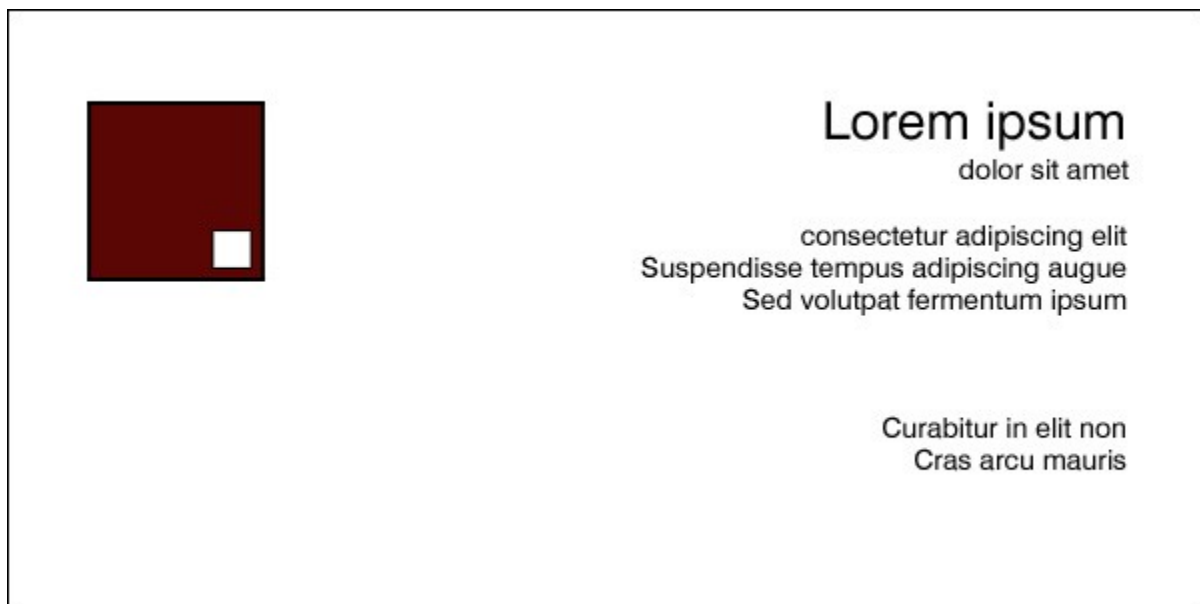 Lorem ipsum
dolor sit amet
consectetur adipiscing elit
Suspendisse tempus adipiscing augue
Sed volutpat fermentum ipsum
Curabitur in elit non
Cras arcu mauris